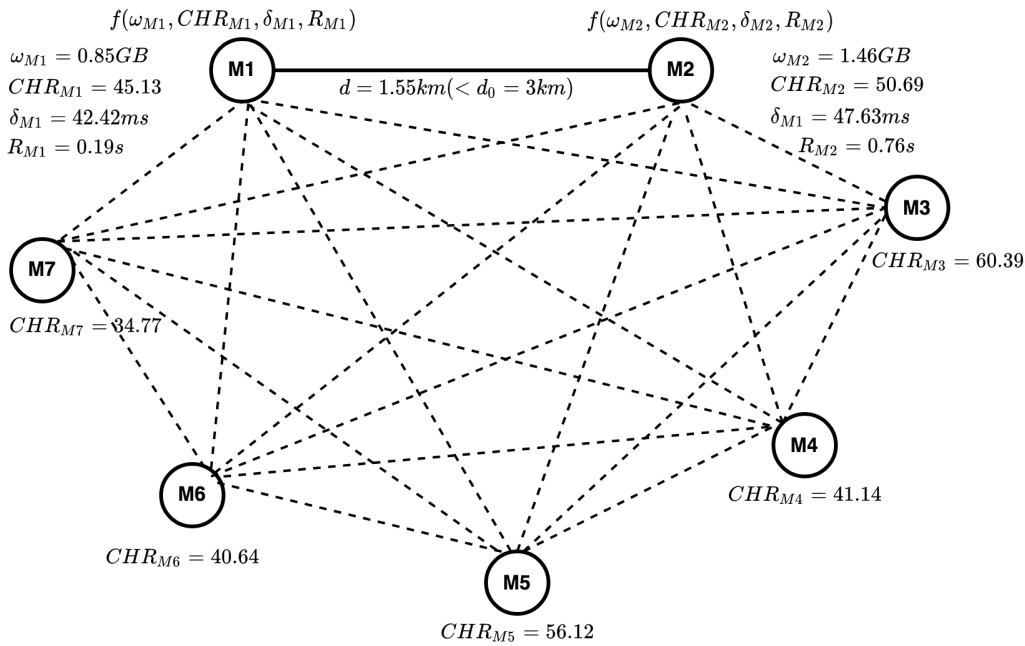 f(ω_{M1}, CHR_{M1}, δ_{M1}, R_{M1})
f(ω_{M2}, CHR_{M2}, δ_{M2}, R_{M2})
ω_{M1} = 0.85GB
CHR_{M1} = 45.13
δ_{M1} = 42.42ms
R_{M1} = 0.19s
M1
d = 1.55km(< d_0 = 3km)
M2
ω_{M2} = 1.46GB
CHR_{M2} = 50.69
δ_{M1} = 47.63ms
R_{M2} = 0.76s
M3
CHR_{M3} = 60.39
M7
CHR_{M7} = 34.77
M4
CHR_{M4} = 41.14
M6
CHR_{M6} = 40.64
M5
CHR_{M5} = 56.12